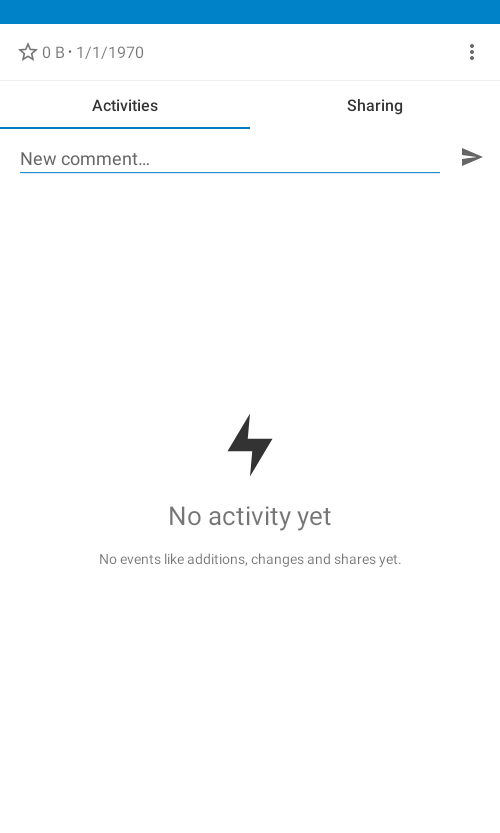 0 B • 1/1/1970
Activities
Sharing
New comment…
No activity yet
No events like additions, changes and shares yet.